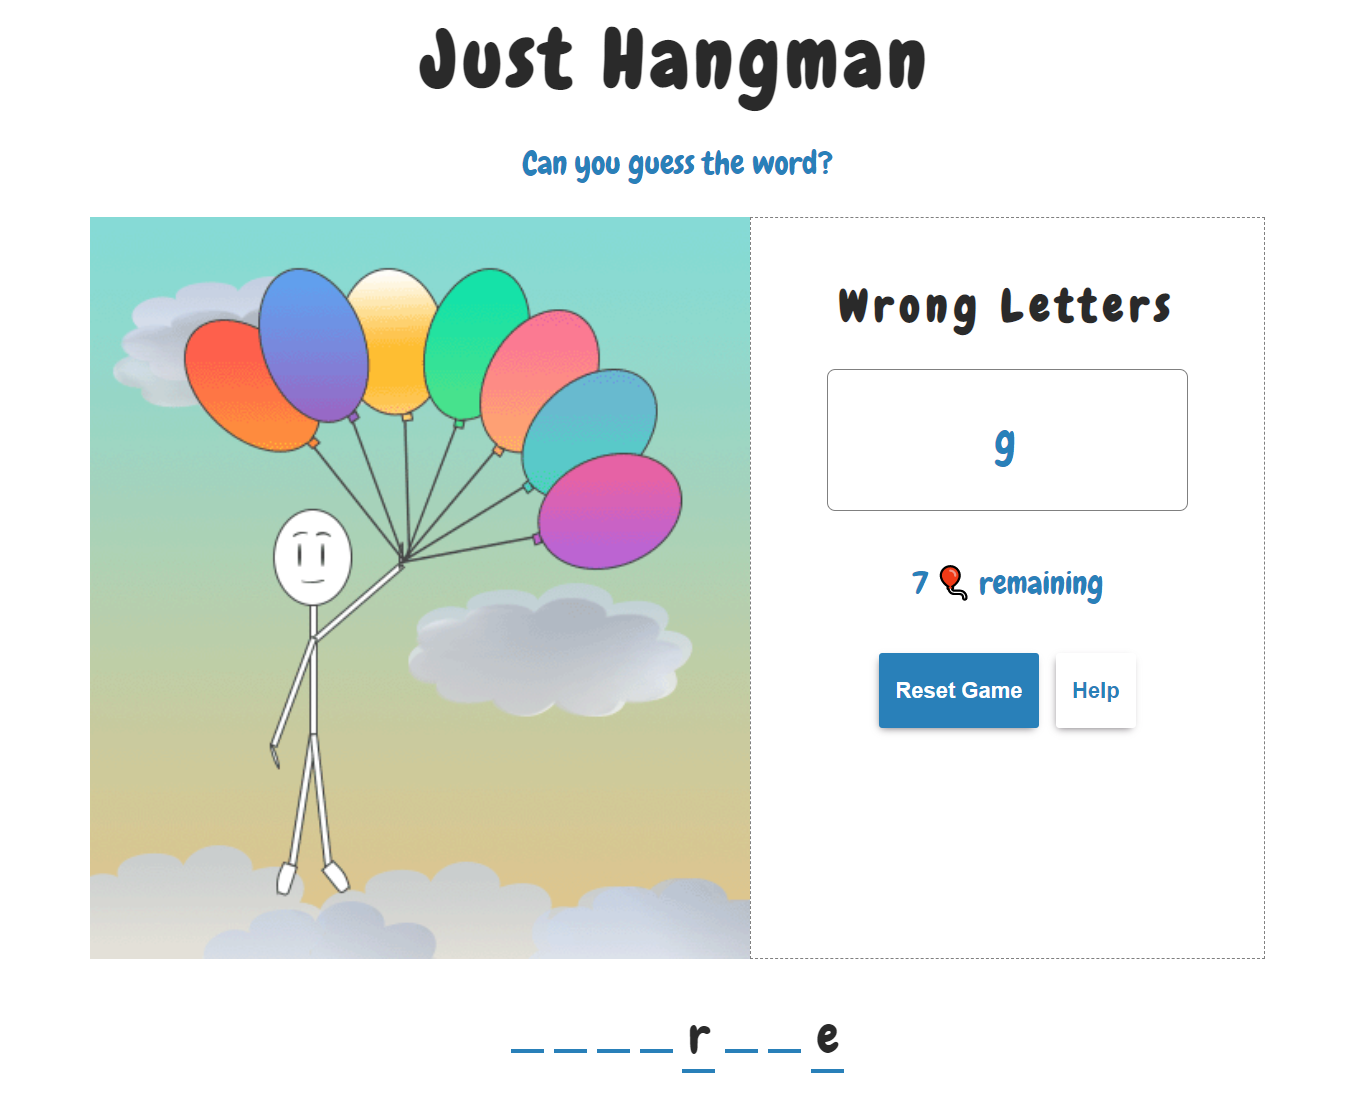 Just Hangman
Can you guess the word?
Wrong Letters
g
7 🎈 remaining
Reset Game
Help
_ _ _ _ r _ _ e